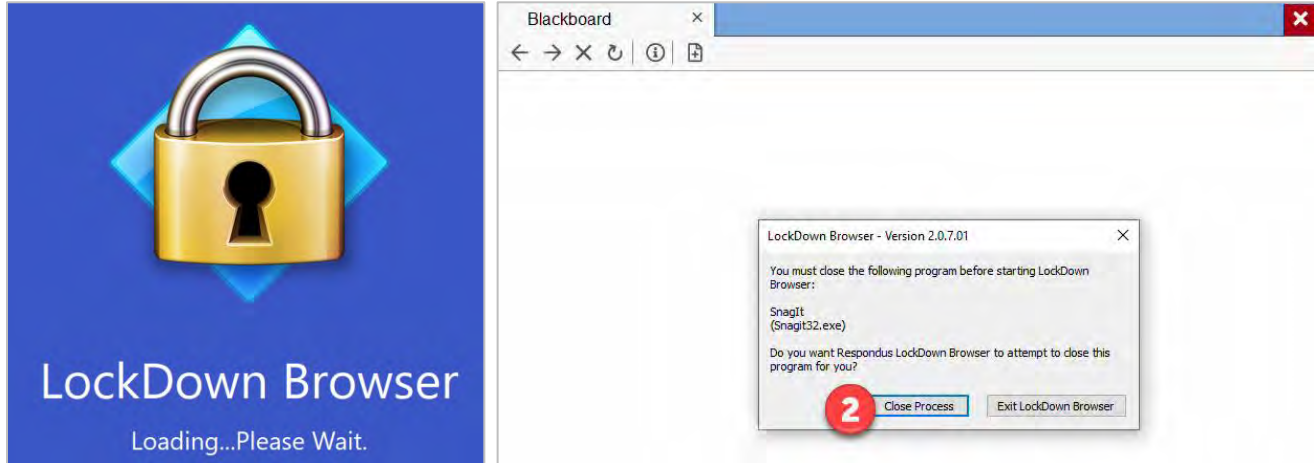 LockDown Browser
Loading...Please Wait.
Blackboard
LockDown Browser - Version 2.0.7.01
You must close the following program before starting LockDown
Browser:
SnagIt
(Snagit32.exe)
Do you want Respondus LockDown Browser to attempt to close this
program for you?
2
Close Process
Exit LockDown Browser